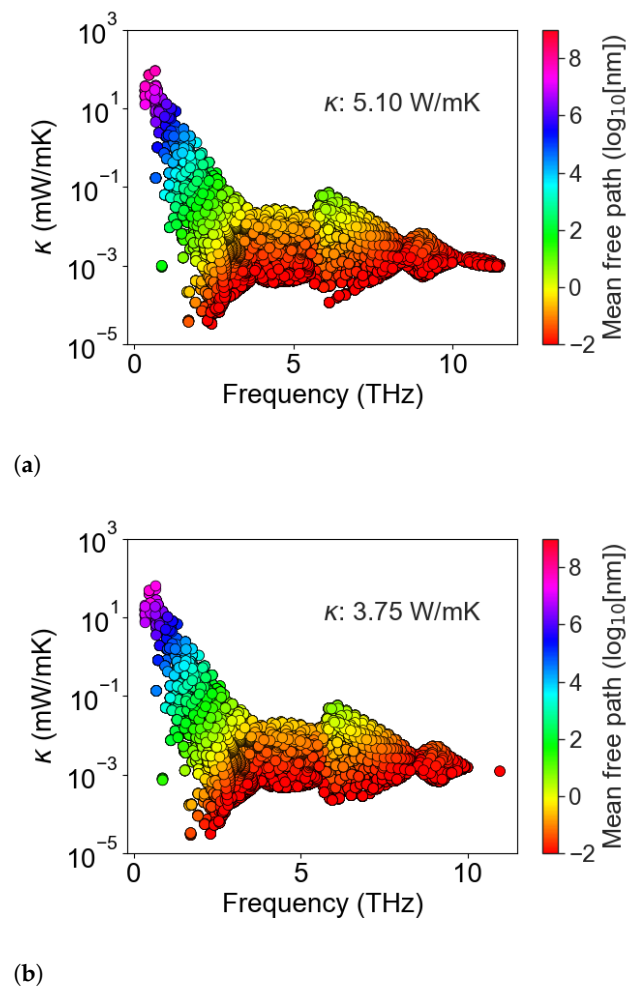 10³
10¹
10⁻¹
10⁻³
10⁻⁵
κ (mW/mK)
κ: 5.10 W/mK
0
5
10
Frequency (THz)
8
6
4
2
0
−2
Mean free path (log₁₀[nm])
(a)
10³
10¹
10⁻¹
10⁻³
10⁻⁵
κ (mW/mK)
κ: 3.75 W/mK
0
5
10
Frequency (THz)
8
6
4
2
0
−2
Mean free path (log₁₀[nm])
(b)